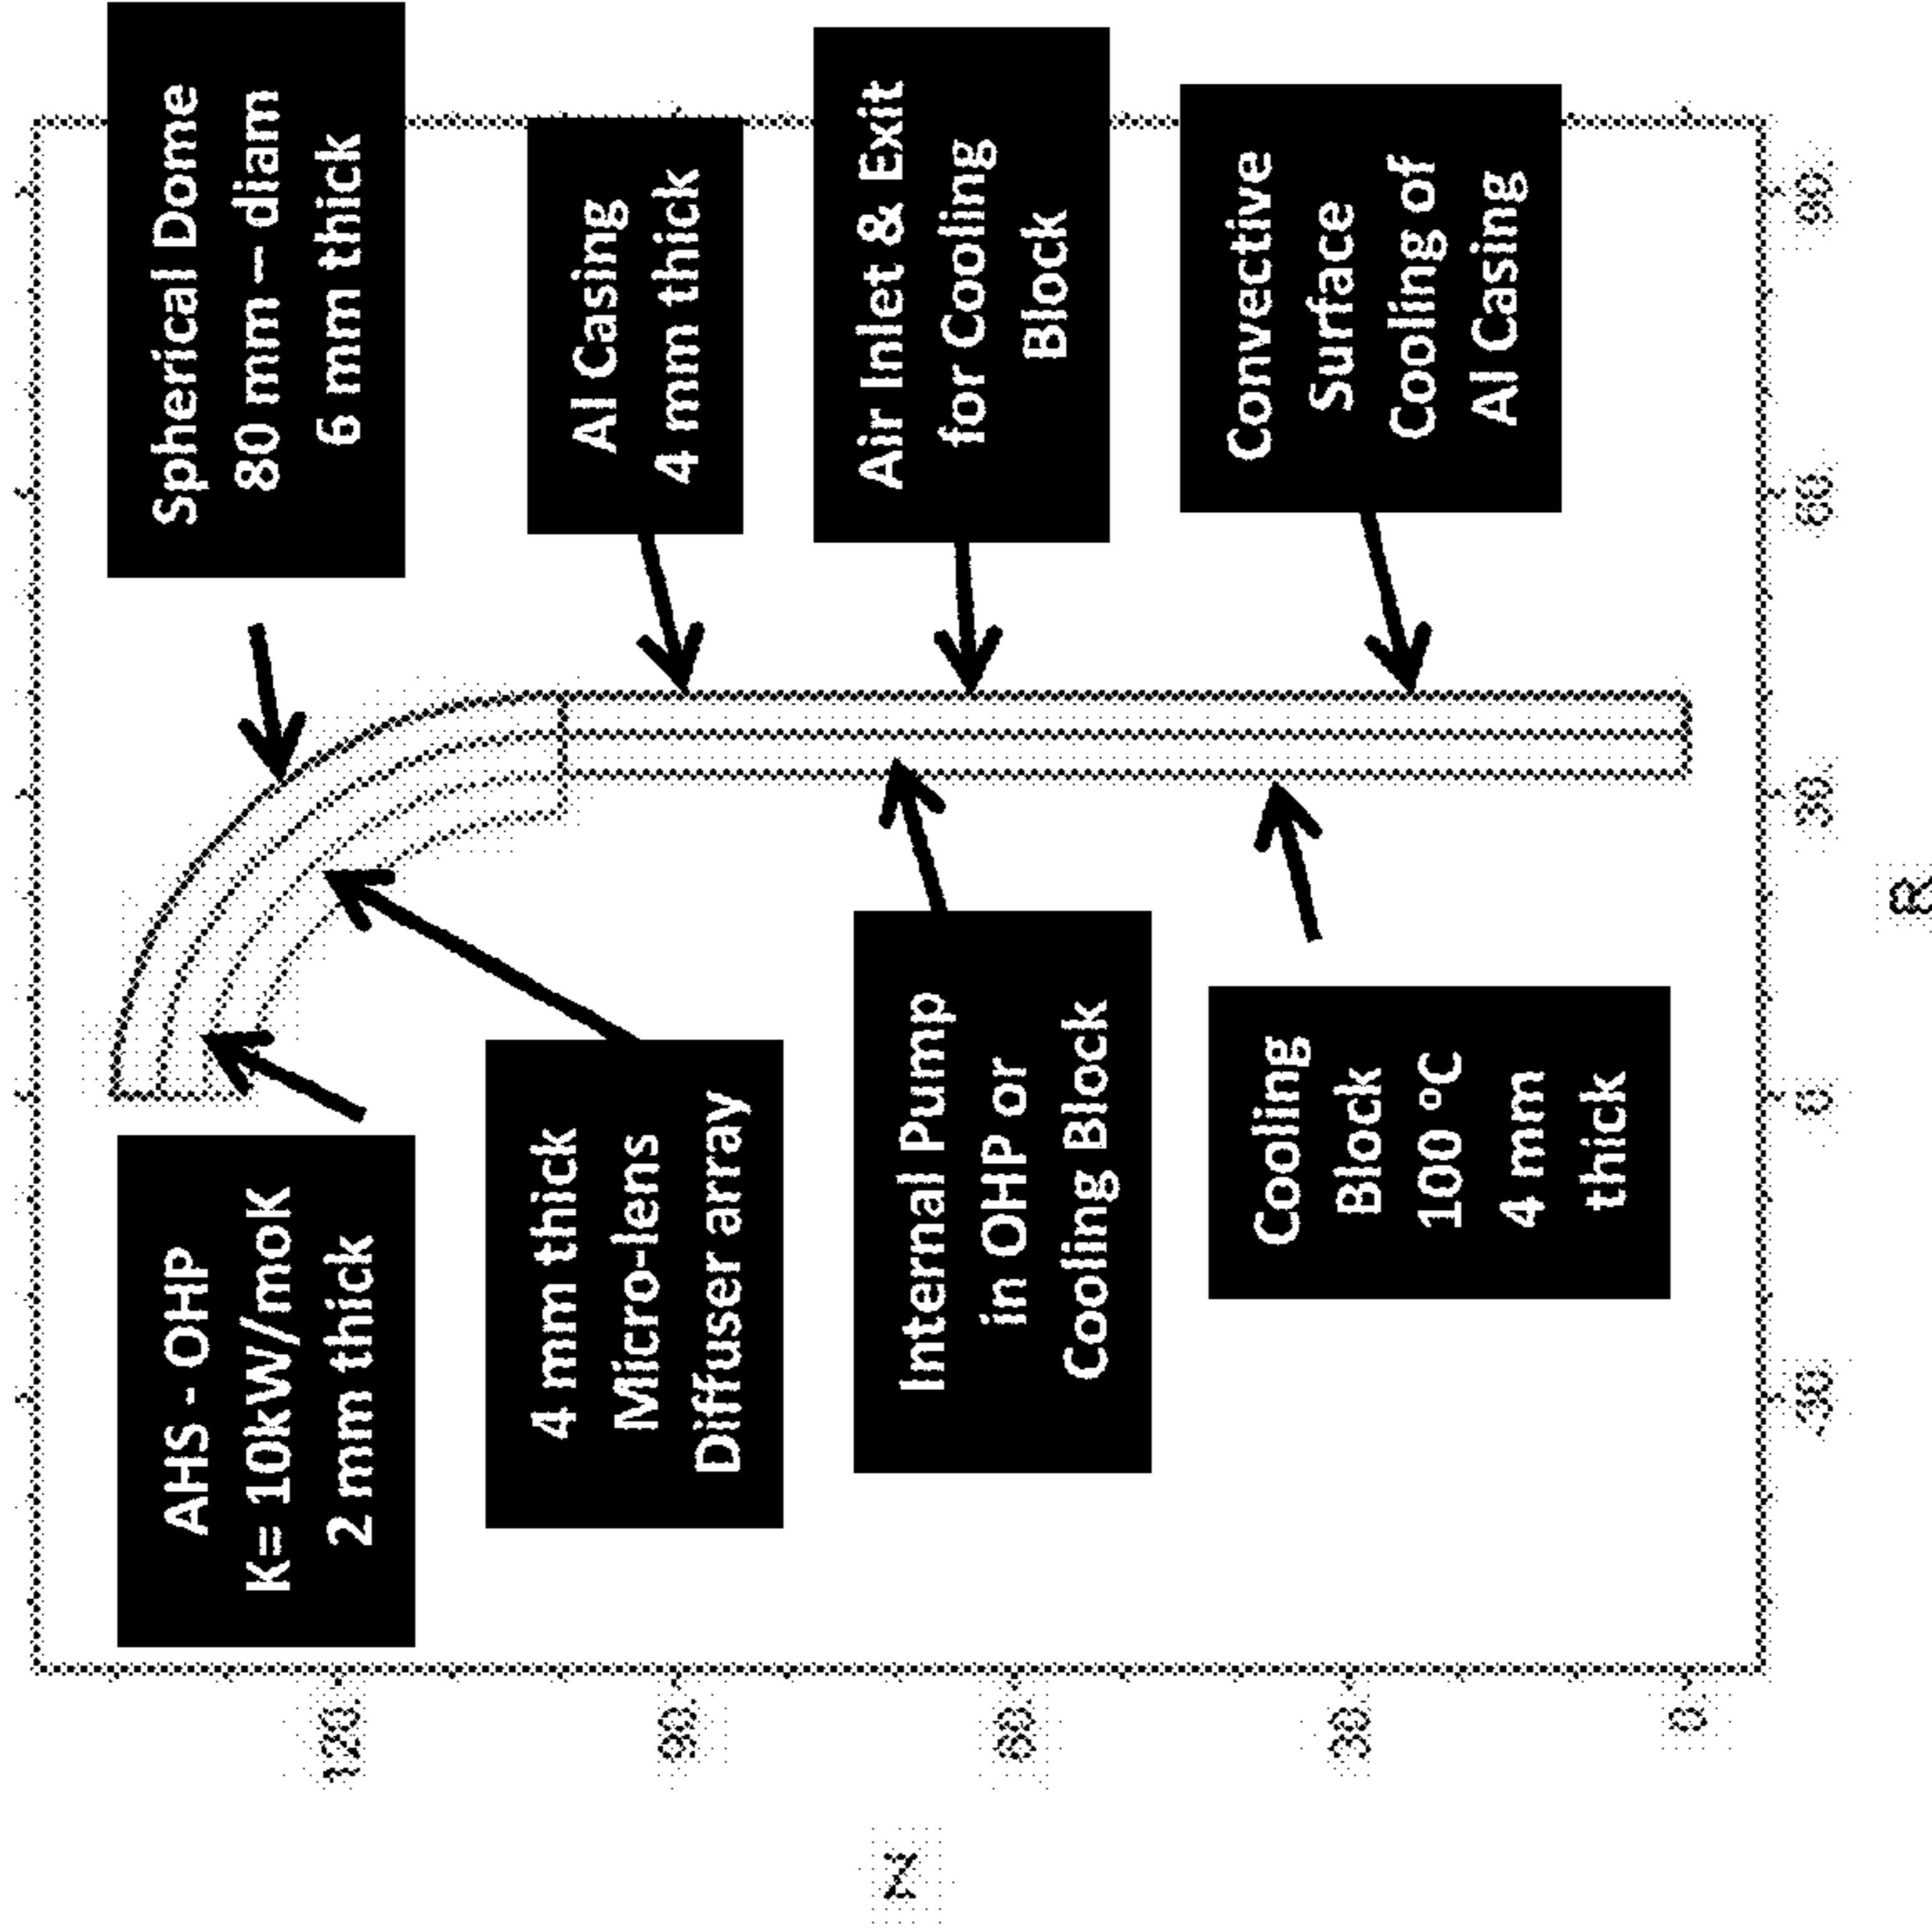 AHS - OHP
K= 10kW/moK
2 mm thick
Spherical Dome
80 mm – diam
6 mm thick
4 mm thick
Micro-lens
Diffuser array
Al Casing
4 mm thick
Internal Pump
in OHP or
Cooling Block
Air Inlet & Exit
for Cooling
Block
Cooling
Block
100 ºC
4 mm
thick
Convective
Surface
Cooling of
Al Casing
Z
120.
90.
60.
30.
0.
-30.
0.
30.
60.
90.
R